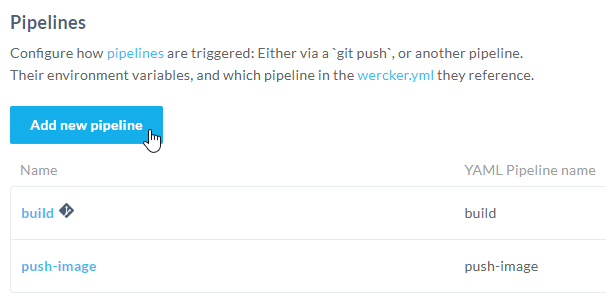 Pipelines
Configure how pipelines are triggered: Either via a `git push`, or another pipeline.
Their environment variables, and which pipeline in the wercker.yml they reference.
Add new pipeline
Name YAML Pipeline name
build build
push-image push-image